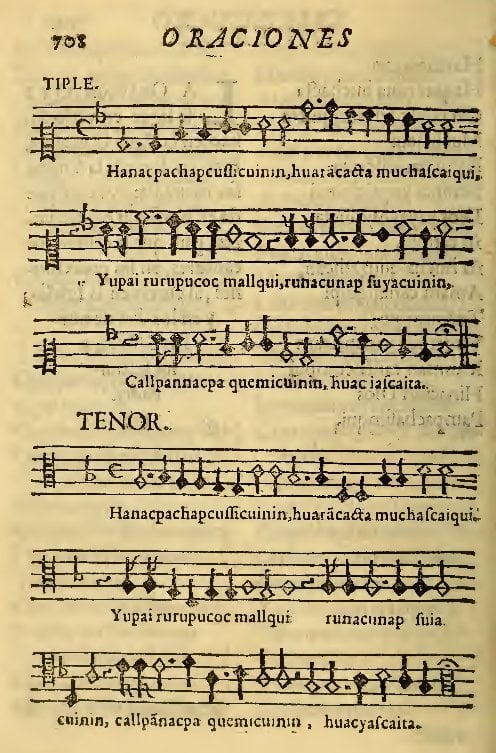 708 ORACIONES
TIPLE.
Hanacpachapcussicuinin,huarãcacta muchascaiqui,
Yupai rurupucoc mallqui,runacunap suyacuinin,
Callpannacpa quemicuinin, huac iascaita.
TENOR.
Hanacpachapcuſſicuinin,huarãcacta muchaſcaiqui.
Yupai rurupucoc mallqui runacunap ſuia.
cuinin, callpãnacpa quemicuinin , huacyaſcaita.